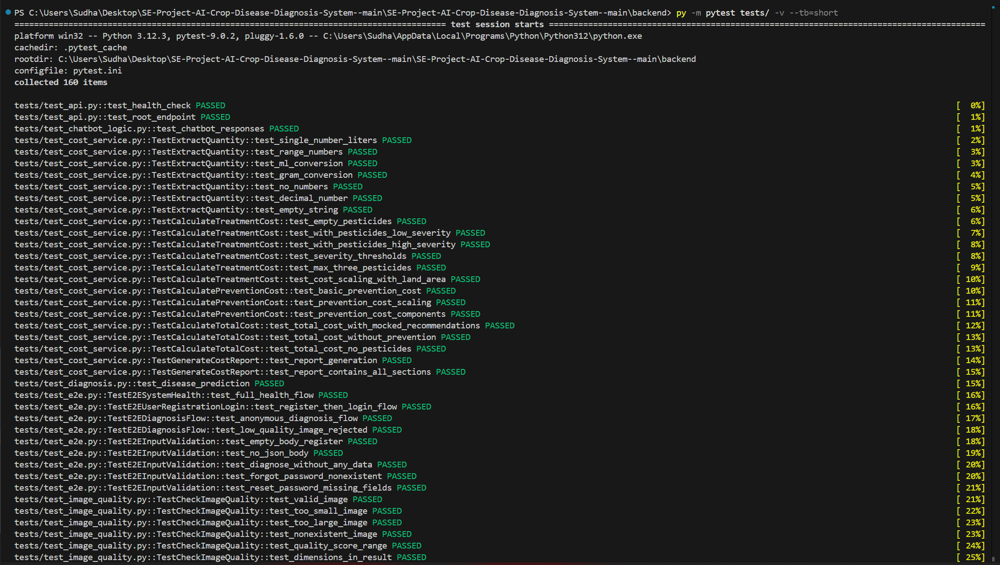 PS C:\Users\Sudha\Desktop\SE-Project-AI-Crop-Disease-Diagnosis-System--main\SE-Project-AI-Crop-Disease-Diagnosis-System--main\backend> py -m pytest tests/ -v --tb=short
======================================================================================== test session starts =========================================================================================
platform win32 -- Python 3.12.3, pytest-9.0.2, pluggy-1.6.0 -- C:\Users\Sudha\AppData\Local\Programs\Python\Python312\python.exe
cachedir: .pytest_cache
rootdir: C:\Users\Sudha\Desktop\SE-Project-AI-Crop-Disease-Diagnosis-System--main\SE-Project-AI-Crop-Disease-Diagnosis-System--main\backend
configfile: pytest.ini
collected 160 items
tests/test_api.py::test_health_check PASSED [  0%]
tests/test_api.py::test_root_endpoint PASSED [  1%]
tests/test_chatbot_logic.py::test_chatbot_responses PASSED [  1%]
tests/test_cost_service.py::TestExtractQuantity::test_single_number_liters PASSED [  2%]
tests/test_cost_service.py::TestExtractQuantity::test_range_numbers PASSED [  3%]
tests/test_cost_service.py::TestExtractQuantity::test_ml_conversion PASSED [  3%]
tests/test_cost_service.py::TestExtractQuantity::test_gram_conversion PASSED [  4%]
tests/test_cost_service.py::TestExtractQuantity::test_no_numbers PASSED [  5%]
tests/test_cost_service.py::TestExtractQuantity::test_decimal_number PASSED [  5%]
tests/test_cost_service.py::TestExtractQuantity::test_empty_string PASSED [  6%]
tests/test_cost_service.py::TestCalculateTreatmentCost::test_empty_pesticides PASSED [  6%]
tests/test_cost_service.py::TestCalculateTreatmentCost::test_with_pesticides_low_severity PASSED [  7%]
tests/test_cost_service.py::TestCalculateTreatmentCost::test_with_pesticides_high_severity PASSED [  8%]
tests/test_cost_service.py::TestCalculateTreatmentCost::test_severity_thresholds PASSED [  8%]
tests/test_cost_service.py::TestCalculateTreatmentCost::test_max_three_pesticides PASSED [  9%]
tests/test_cost_service.py::TestCalculateTreatmentCost::test_cost_scaling_with_land_area PASSED [ 10%]
tests/test_cost_service.py::TestCalculatePreventionCost::test_basic_prevention_cost PASSED [ 10%]
tests/test_cost_service.py::TestCalculatePreventionCost::test_prevention_cost_scaling PASSED [ 11%]
tests/test_cost_service.py::TestCalculatePreventionCost::test_prevention_cost_components PASSED [ 11%]
tests/test_cost_service.py::TestCalculateTotalCost::test_total_cost_with_mocked_recommendations PASSED [ 12%]
tests/test_cost_service.py::TestCalculateTotalCost::test_total_cost_without_prevention PASSED [ 13%]
tests/test_cost_service.py::TestCalculateTotalCost::test_total_cost_no_pesticides PASSED [ 13%]
tests/test_cost_service.py::TestGenerateCostReport::test_report_generation PASSED [ 14%]
tests/test_cost_service.py::TestGenerateCostReport::test_report_contains_all_sections PASSED [ 15%]
tests/test_diagnosis.py::test_disease_prediction PASSED [ 15%]
tests/test_e2e.py::TestE2ESystemHealth::test_full_health_flow PASSED [ 16%]
tests/test_e2e.py::TestE2EUserRegistrationLogin::test_register_then_login_flow PASSED [ 16%]
tests/test_e2e.py::TestE2EDiagnosisFlow::test_anonymous_diagnosis_flow PASSED [ 17%]
tests/test_e2e.py::TestE2EDiagnosisFlow::test_low_quality_image_rejected PASSED [ 18%]
tests/test_e2e.py::TestE2EInputValidation::test_empty_body_register PASSED [ 18%]
tests/test_e2e.py::TestE2EInputValidation::test_no_json_body PASSED [ 19%]
tests/test_e2e.py::TestE2EInputValidation::test_diagnose_without_any_data PASSED [ 20%]
tests/test_e2e.py::TestE2EInputValidation::test_forgot_password_nonexistent PASSED [ 20%]
tests/test_e2e.py::TestE2EInputValidation::test_reset_password_missing_fields PASSED [ 21%]
tests/test_image_quality.py::TestCheckImageQuality::test_valid_image PASSED [ 21%]
tests/test_image_quality.py::TestCheckImageQuality::test_too_small_image PASSED [ 22%]
tests/test_image_quality.py::TestCheckImageQuality::test_too_large_image PASSED [ 23%]
tests/test_image_quality.py::TestCheckImageQuality::test_nonexistent_image PASSED [ 23%]
tests/test_image_quality.py::TestCheckImageQuality::test_quality_score_range PASSED [ 24%]
tests/test_image_quality.py::TestCheckImageQuality::test_dimensions_in_result PASSED [ 25%]